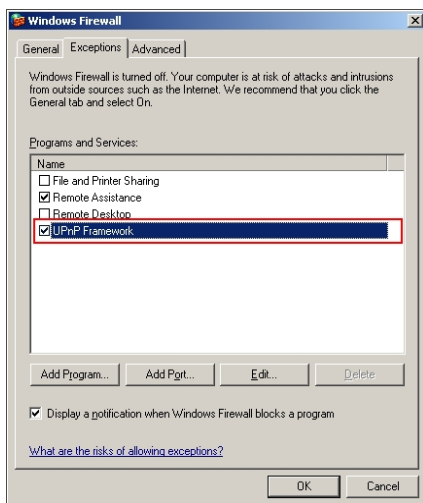 Windows Firewall
General Exceptions Advanced
Windows Firewall is turned off. Your computer is at risk of attacks and intrusions
from outside sources such as the Internet. We recommend that you click the
General tab and select On.
Programs and Services:
Name
File and Printer Sharing
Remote Assistance
Remote Desktop
UPnP Framework
Add Program... Add Port... Edit... Delete
Display a notification when Windows Firewall blocks a program
What are the risks of allowing exceptions?
OK Cancel